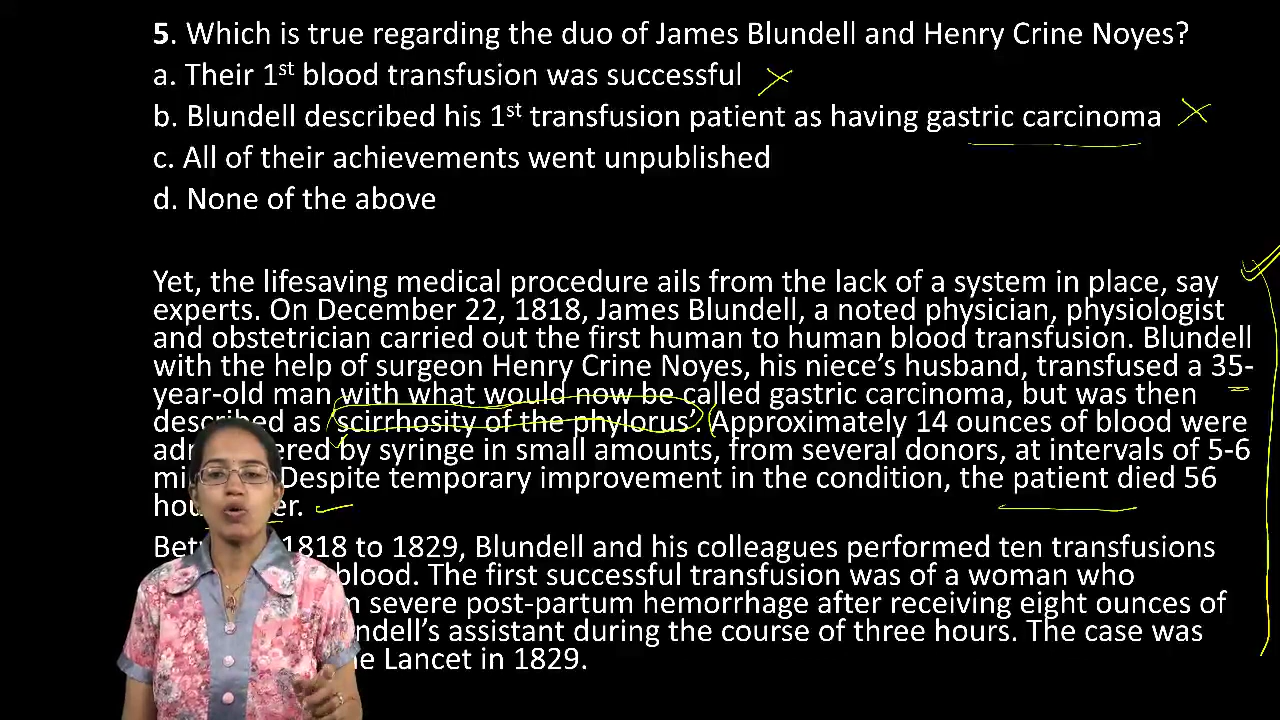 5. Which is true regarding the duo of James Blundell and Henry Crine Noyes?
a. Their 1st blood transfusion was successful
b. Blundell described his 1st transfusion patient as having gastric carcinoma
c. All of their achievements went unpublished
d. None of the above
Yet, the lifesaving medical procedure ails from the lack of a system in place, say
experts. On December 22, 1818, James Blundell, a noted physician, physiologist
and obstetrician carried out the first human to human blood transfusion. Blundell
with the help of surgeon Henry Crine Noyes, his niece’s husband, transfused a 35-
year-old man with what would now be called gastric carcinoma, but was then
described as scirrhosity of the phylorus’. Approximately 14 ounces of blood were
by syringe in small amounts, from several donors, at intervals of 5-6
Despite temporary improvement in the condition, the patient died 56
1818 to 1829, Blundell and his colleagues performed ten transfusions
blood. The first successful transfusion was of a woman who
severe post-partum hemorrhage after receiving eight ounces of
assistant during the course of three hours. The case was
Lancet in 1829.